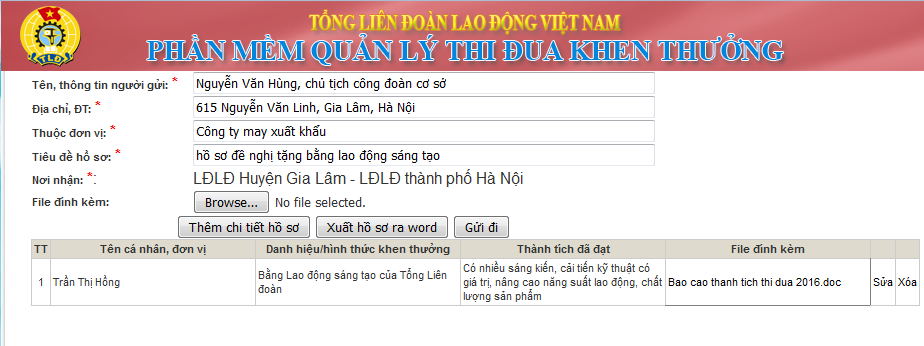 TLĐ
TỔNG LIÊN ĐOÀN LAO ĐỘNG VIỆT NAM
PHẦN MỀM QUẢN LÝ THI ĐUA KHEN THƯỞNG
Tên, thông tin người gửi: * Nguyễn Văn Hùng, chủ tịch công đoàn cơ sở
Địa chỉ, ĐT: * 615 Nguyễn Văn Linh, Gia Lâm, Hà Nội
Thuộc đơn vị: * Công ty may xuất khẩu
Tiêu đề hồ sơ: * hồ sơ đề nghị tặng bằng lao động sáng tạo
Nơi nhận: *: LĐLĐ Huyện Gia Lâm - LĐLĐ thành phố Hà Nội
File đính kèm: Browse... No file selected.
Thêm chi tiết hồ sơ Xuất hồ sơ ra word Gửi đi
TT Tên cá nhân, đơn vị Danh hiệu/hình thức khen thưởng Thành tích đã đạt File đính kèm
1 Trần Thị Hồng Bằng Lao động sáng tạo của Tổng Liên
đoàn
Có nhiều sáng kiến, cải tiến kỹ thuật có
giá trị, nâng cao năng suất lao động, chất
lượng sản phẩm
Bao cao thanh tich thi dua 2016.doc Sửa Xóa